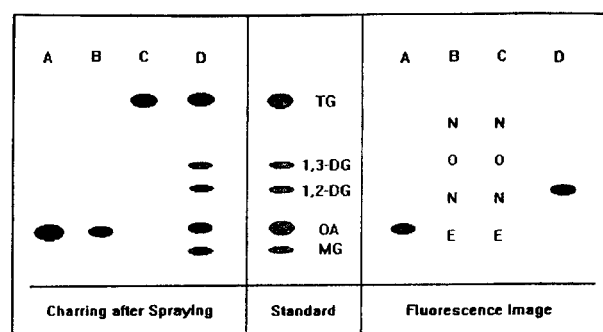 A B C D
A B C D
TG
N N
1,3-DG
O O
1,2-DG
N N
OA
E E
MG
Charring after Spraying
Standard
Fluorescence Image